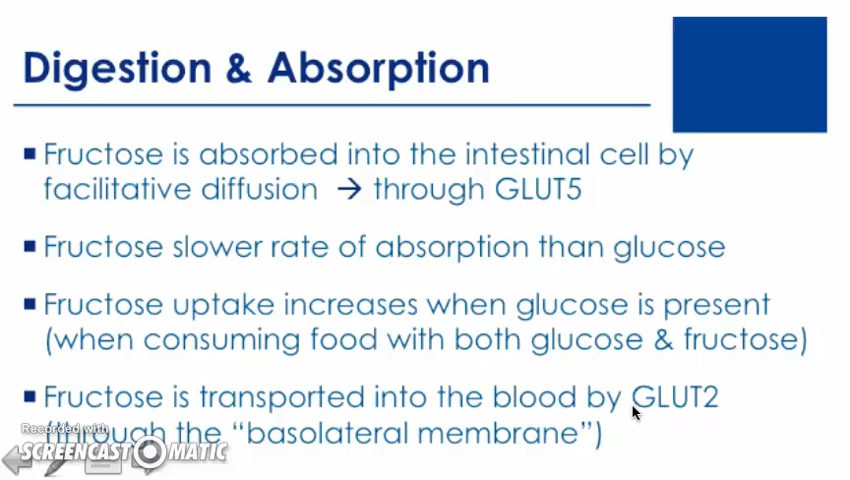 Digestion & Absorption
▪ Fructose is absorbed into the intestinal cell by
facilitative diffusion → through GLUT5
▪ Fructose slower rate of absorption than glucose
▪ Fructose uptake increases when glucose is present
(when consuming food with both glucose & fructose)
▪ Fructose is transported into the blood by GLUT2
(through the “basolateral membrane”)
Recorded with
SCREENCAST-O-MATIC